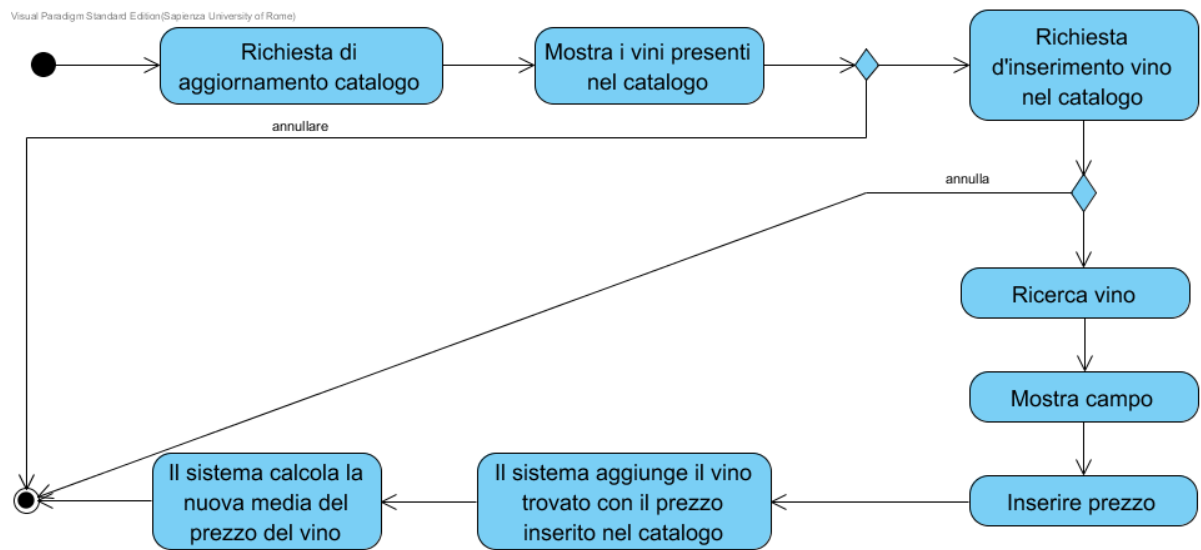 Visual Paradigm Standard Edition(Sapienza University of Rome)
Richiesta di
aggiornamento catalogo
Mostra i vini presenti
nel catalogo
Richiesta
d'inserimento vino
nel catalogo
annullare
annulla
Ricerca vino
Mostra campo
Inserire prezzo
Il sistema aggiunge il vino
trovato con il prezzo
inserito nel catalogo
Il sistema calcola la
nuova media del
prezzo del vino